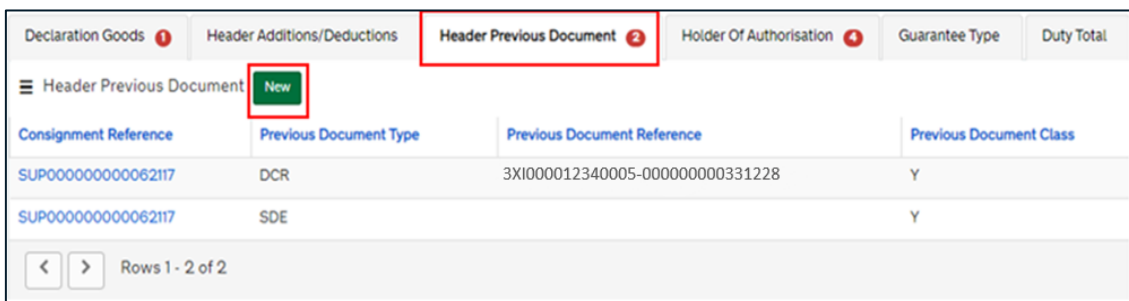 Declaration Goods 1 Header Additions/Deductions Header Previous Document 2 Holder Of Authorisation 4 Guarantee Type Duty Total
Header Previous Document New
Consignment Reference Previous Document Type Previous Document Reference Previous Document Class
SUP000000000062117 DCR 3XI000012340005-000000000331228 Y
SUP000000000062117 SDE Y
< > Rows 1 - 2 of 2